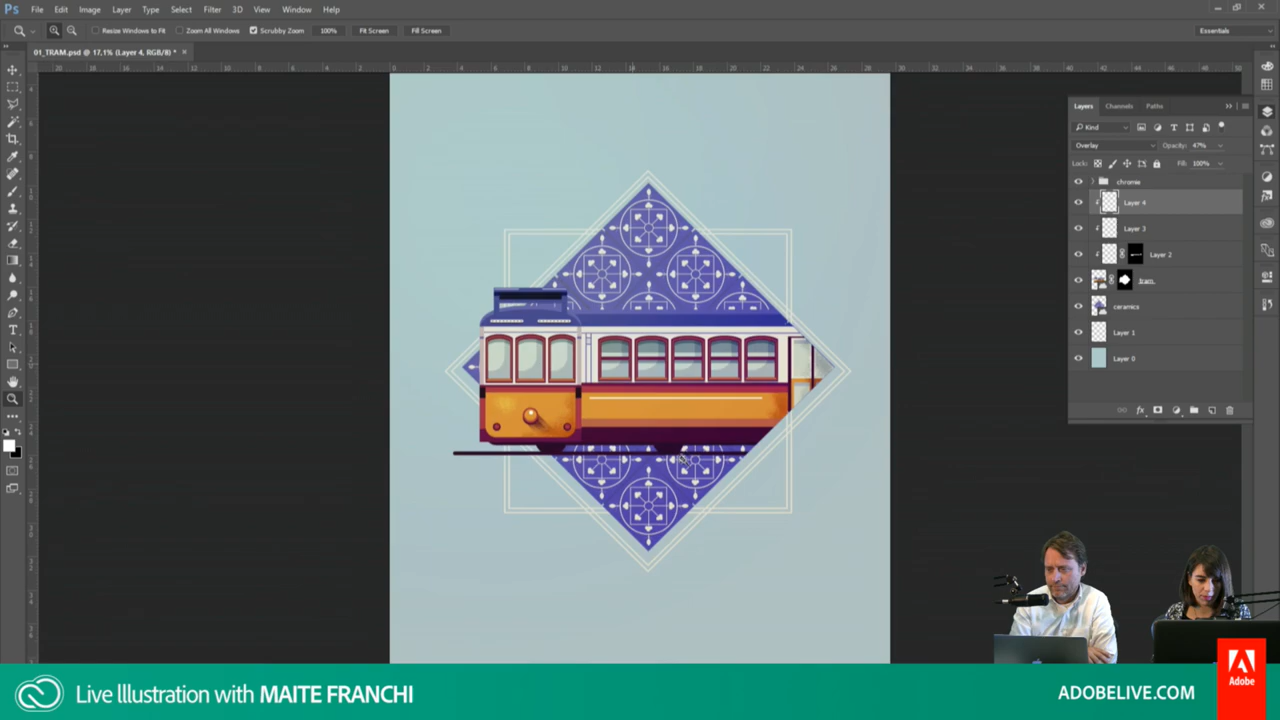 Ps File Edit Image Layer Type Select Filter 3D View Window Help
Resize Windows to Fit Zoom All Windows Scrubby Zoom 100% Fit Screen Fill Screen Essentials
01_TRAM.psd @ 17,1% (Layer 4, RGB/8) *
Layers Channels Paths
Kind
Overlay Opacity: 47%
Lock: Fill: 100%
chromie
Layer 4
Layer 3
Layer 2
tram
ceramics
Layer 1
Layer 0
Live Illustration with MAITE FRANCHI
ADOBELIVE.COM
Adobe